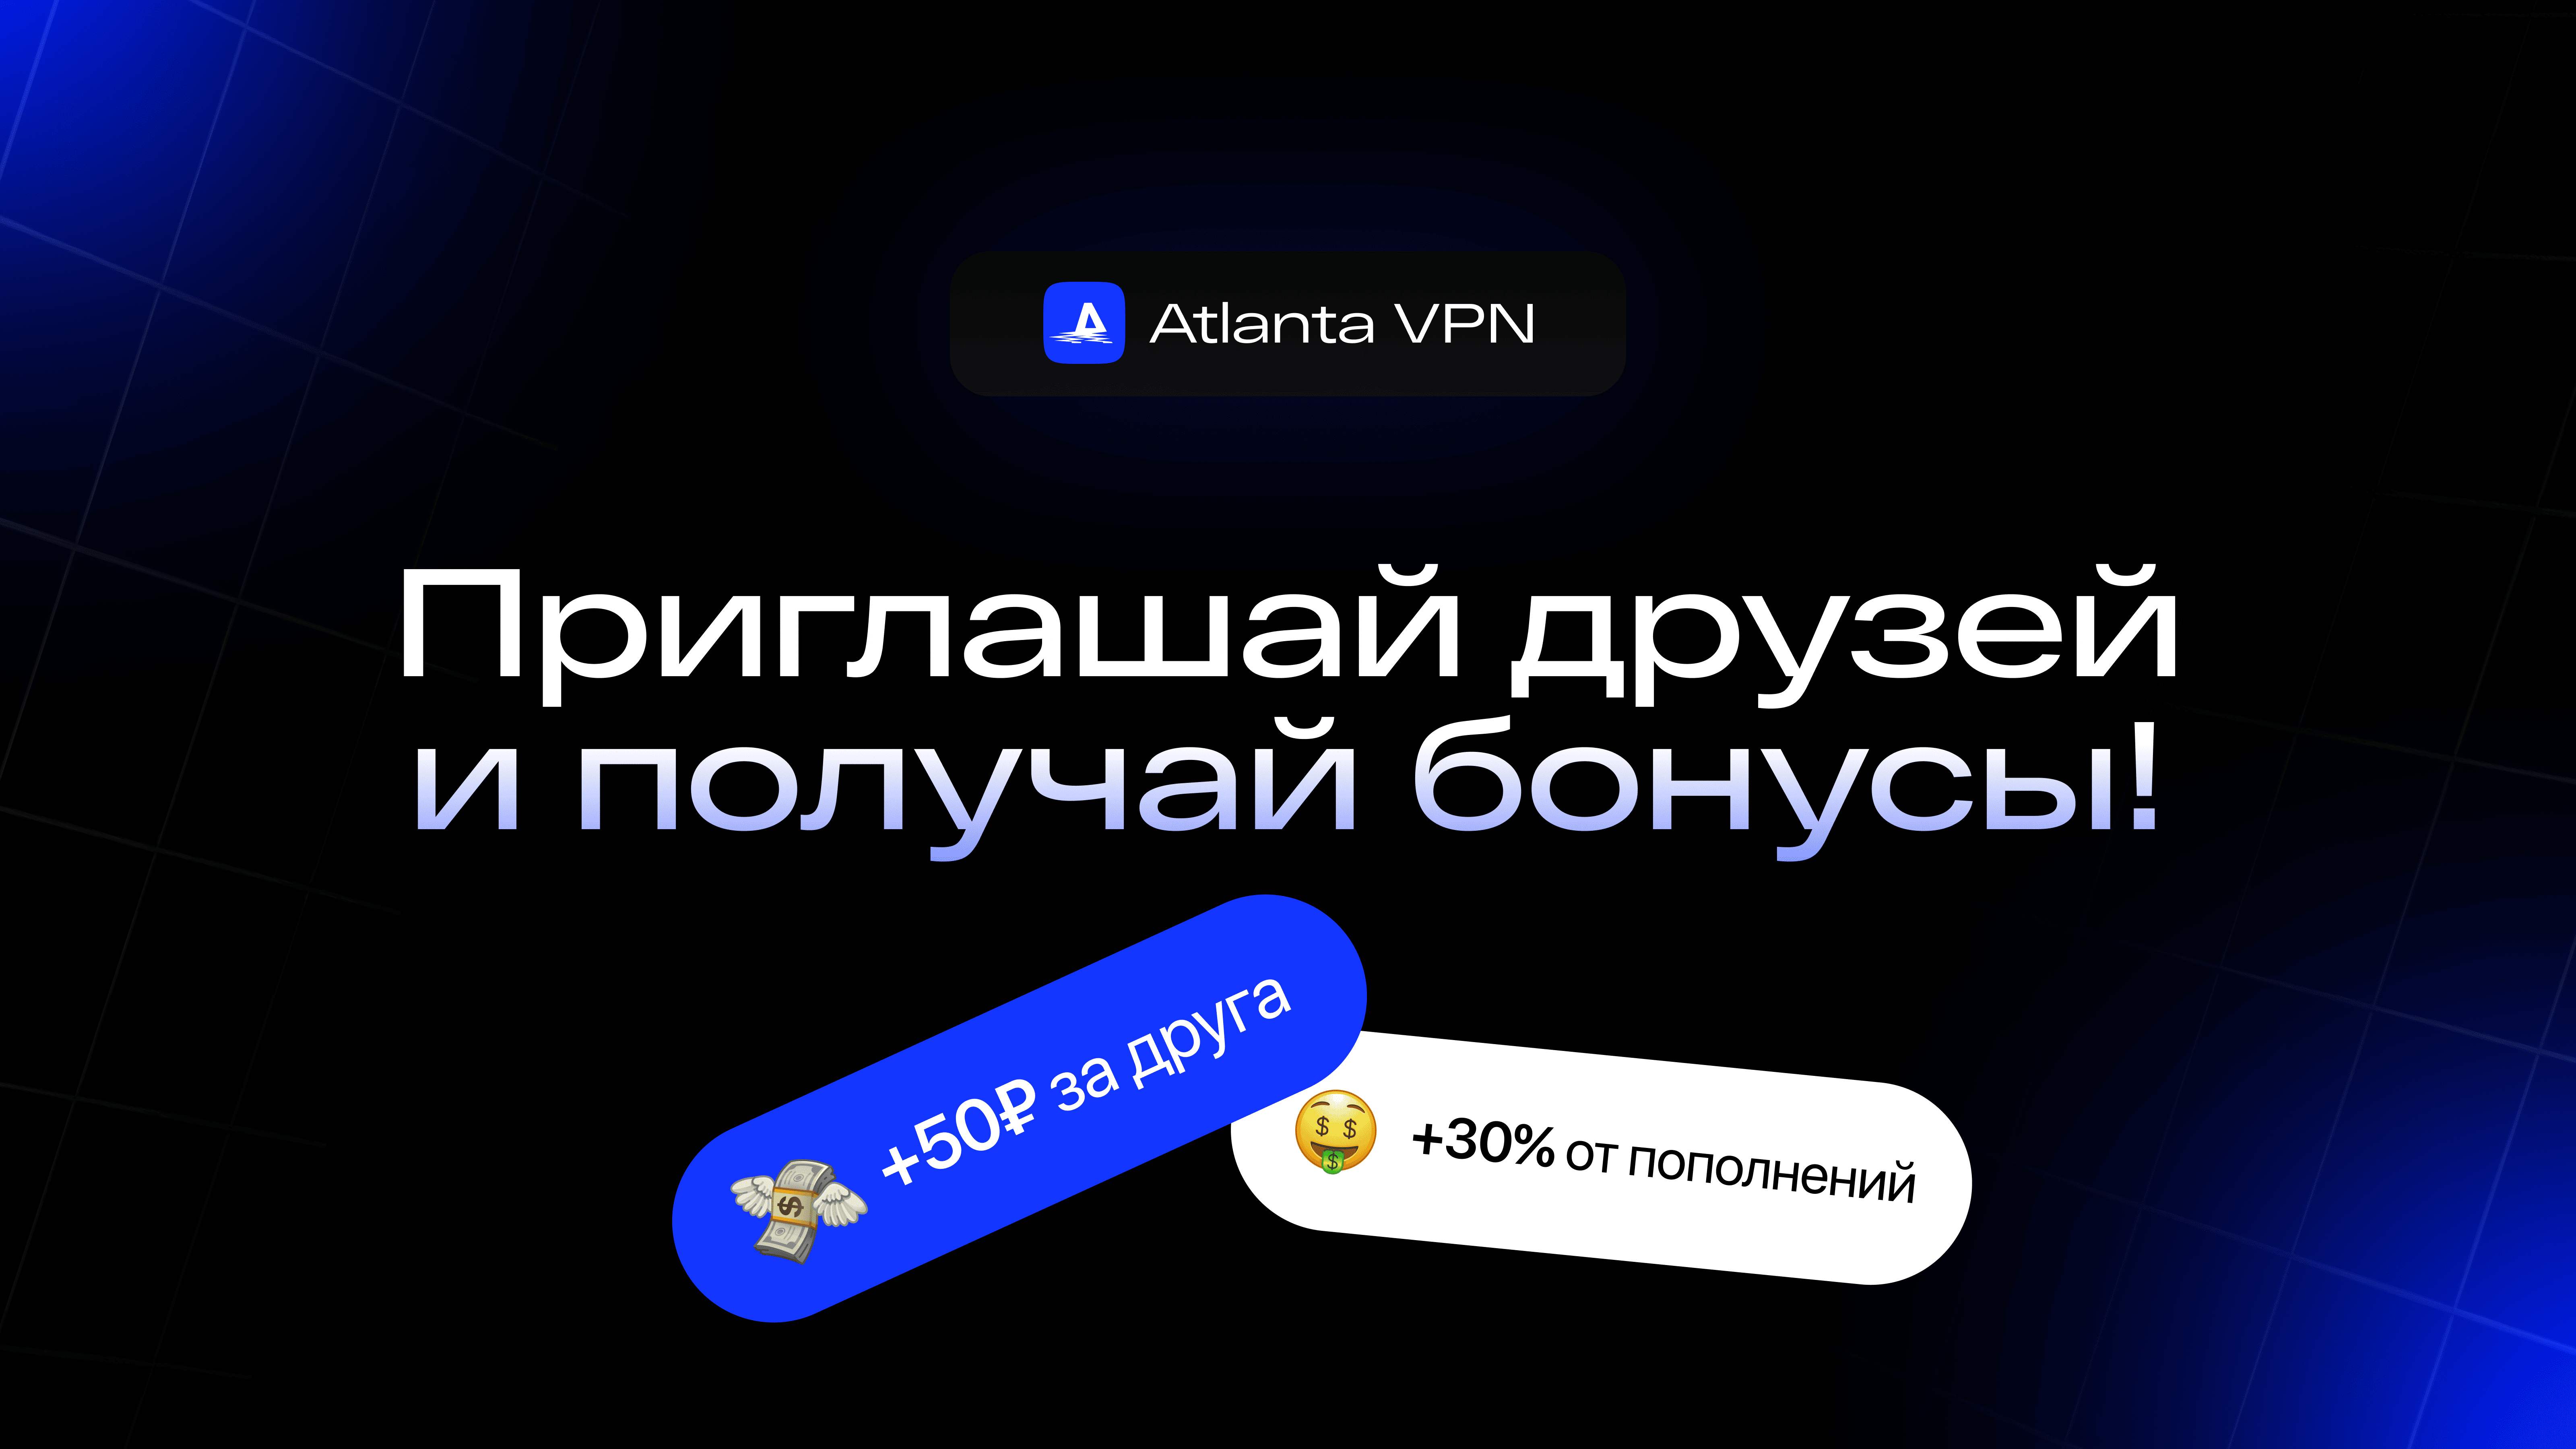 Atlanta VPN
Приглашай друзей
и получай бонусы!
+50₽ за друга
+30% от пополнений